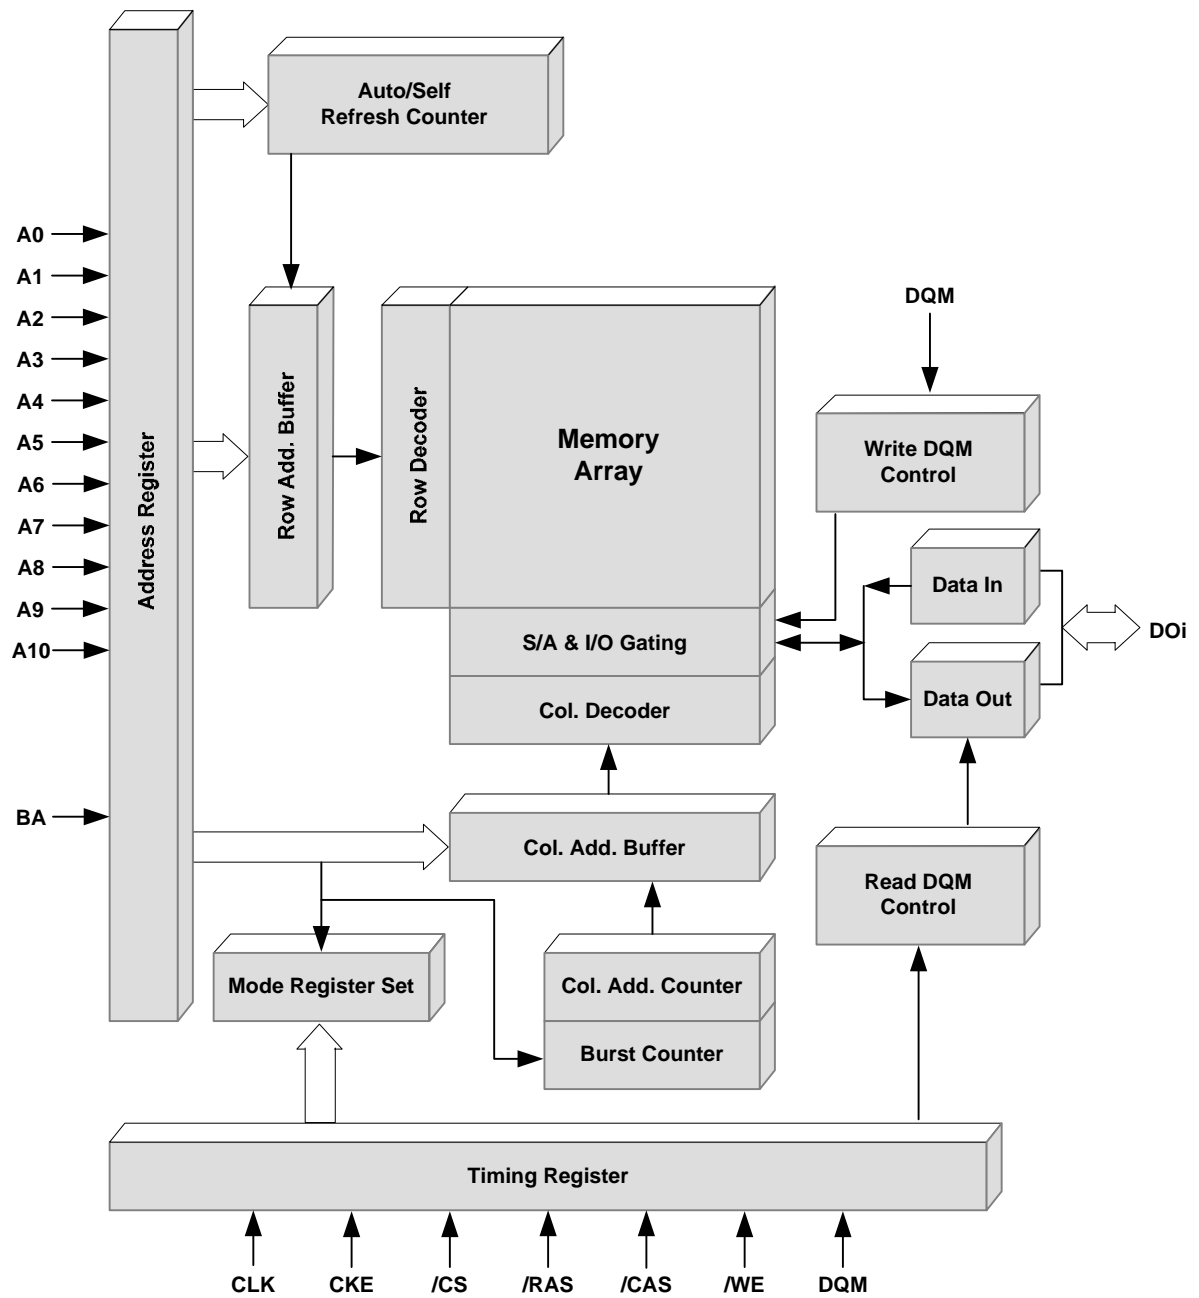 Auto/Self
Refresh Counter
A0
A1
A2
A3
A4
A5
A6
A7
A8
A9
A10
BA
Address Register
Row Add. Buffer
Row Decoder
Memory
Array
S/A & I/O Gating
Col. Decoder
DQM
Write DQM
Control
Data In
Data Out
DOi
Col. Add. Buffer
Read DQM
Control
Mode Register Set
Col. Add. Counter
Burst Counter
Timing Register
CLK
CKE
/CS
/RAS
/CAS
/WE
DQM